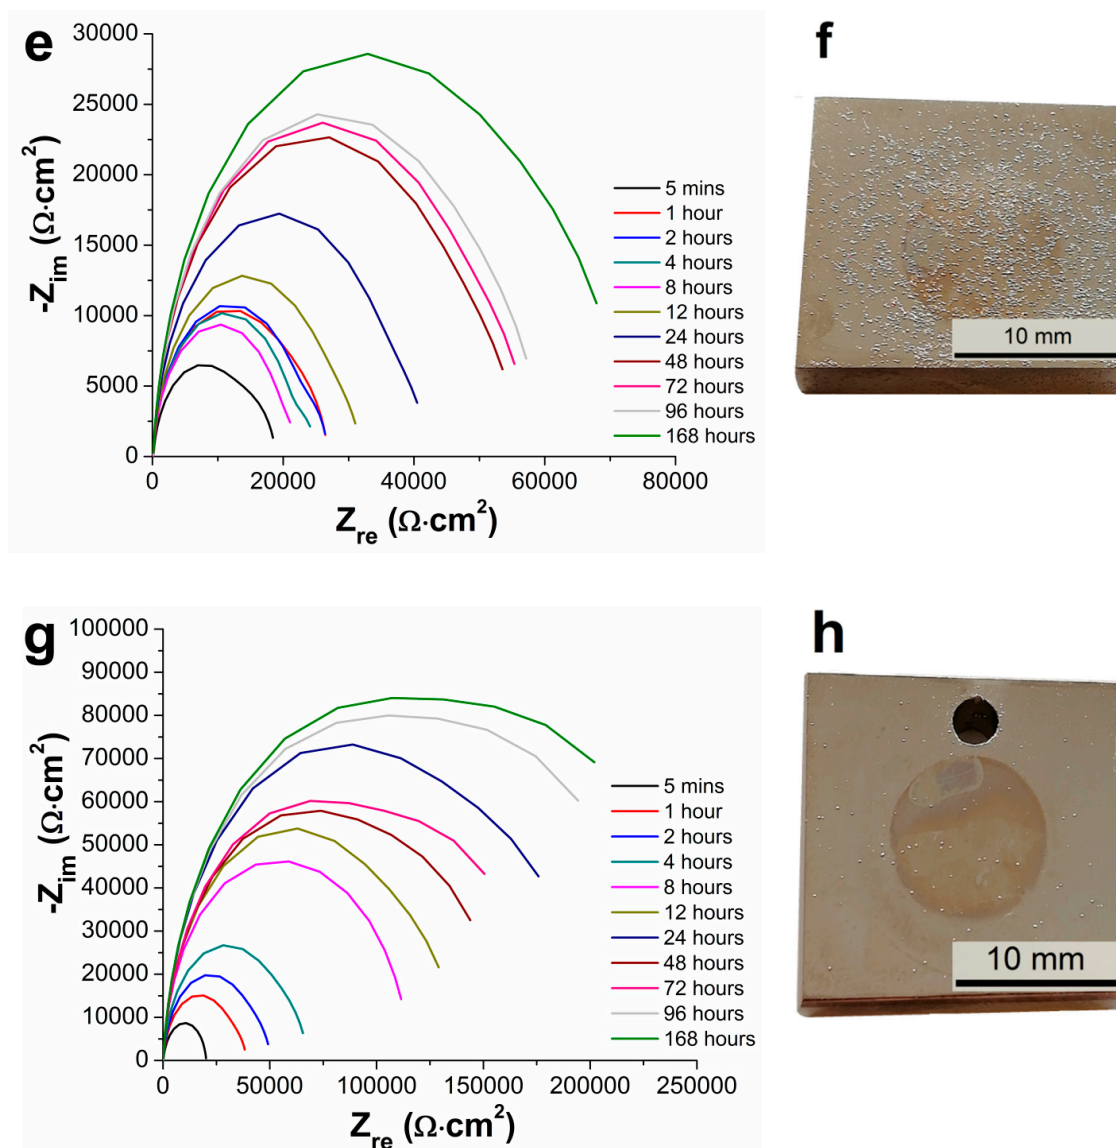 e
30000
25000
20000
15000
10000
5000
0
-Z_im (Ω·cm²)
0 20000 40000 60000 80000
Z_re (Ω·cm²)
5 mins
1 hour
2 hours
4 hours
8 hours
12 hours
24 hours
48 hours
72 hours
96 hours
168 hours
f
10 mm
g
100000
90000
80000
70000
60000
50000
40000
30000
20000
10000
0
-Z_im (Ω·cm²)
0 50000 100000 150000 200000 250000
Z_re (Ω·cm²)
5 mins
1 hour
2 hours
4 hours
8 hours
12 hours
24 hours
48 hours
72 hours
96 hours
168 hours
h
10 mm